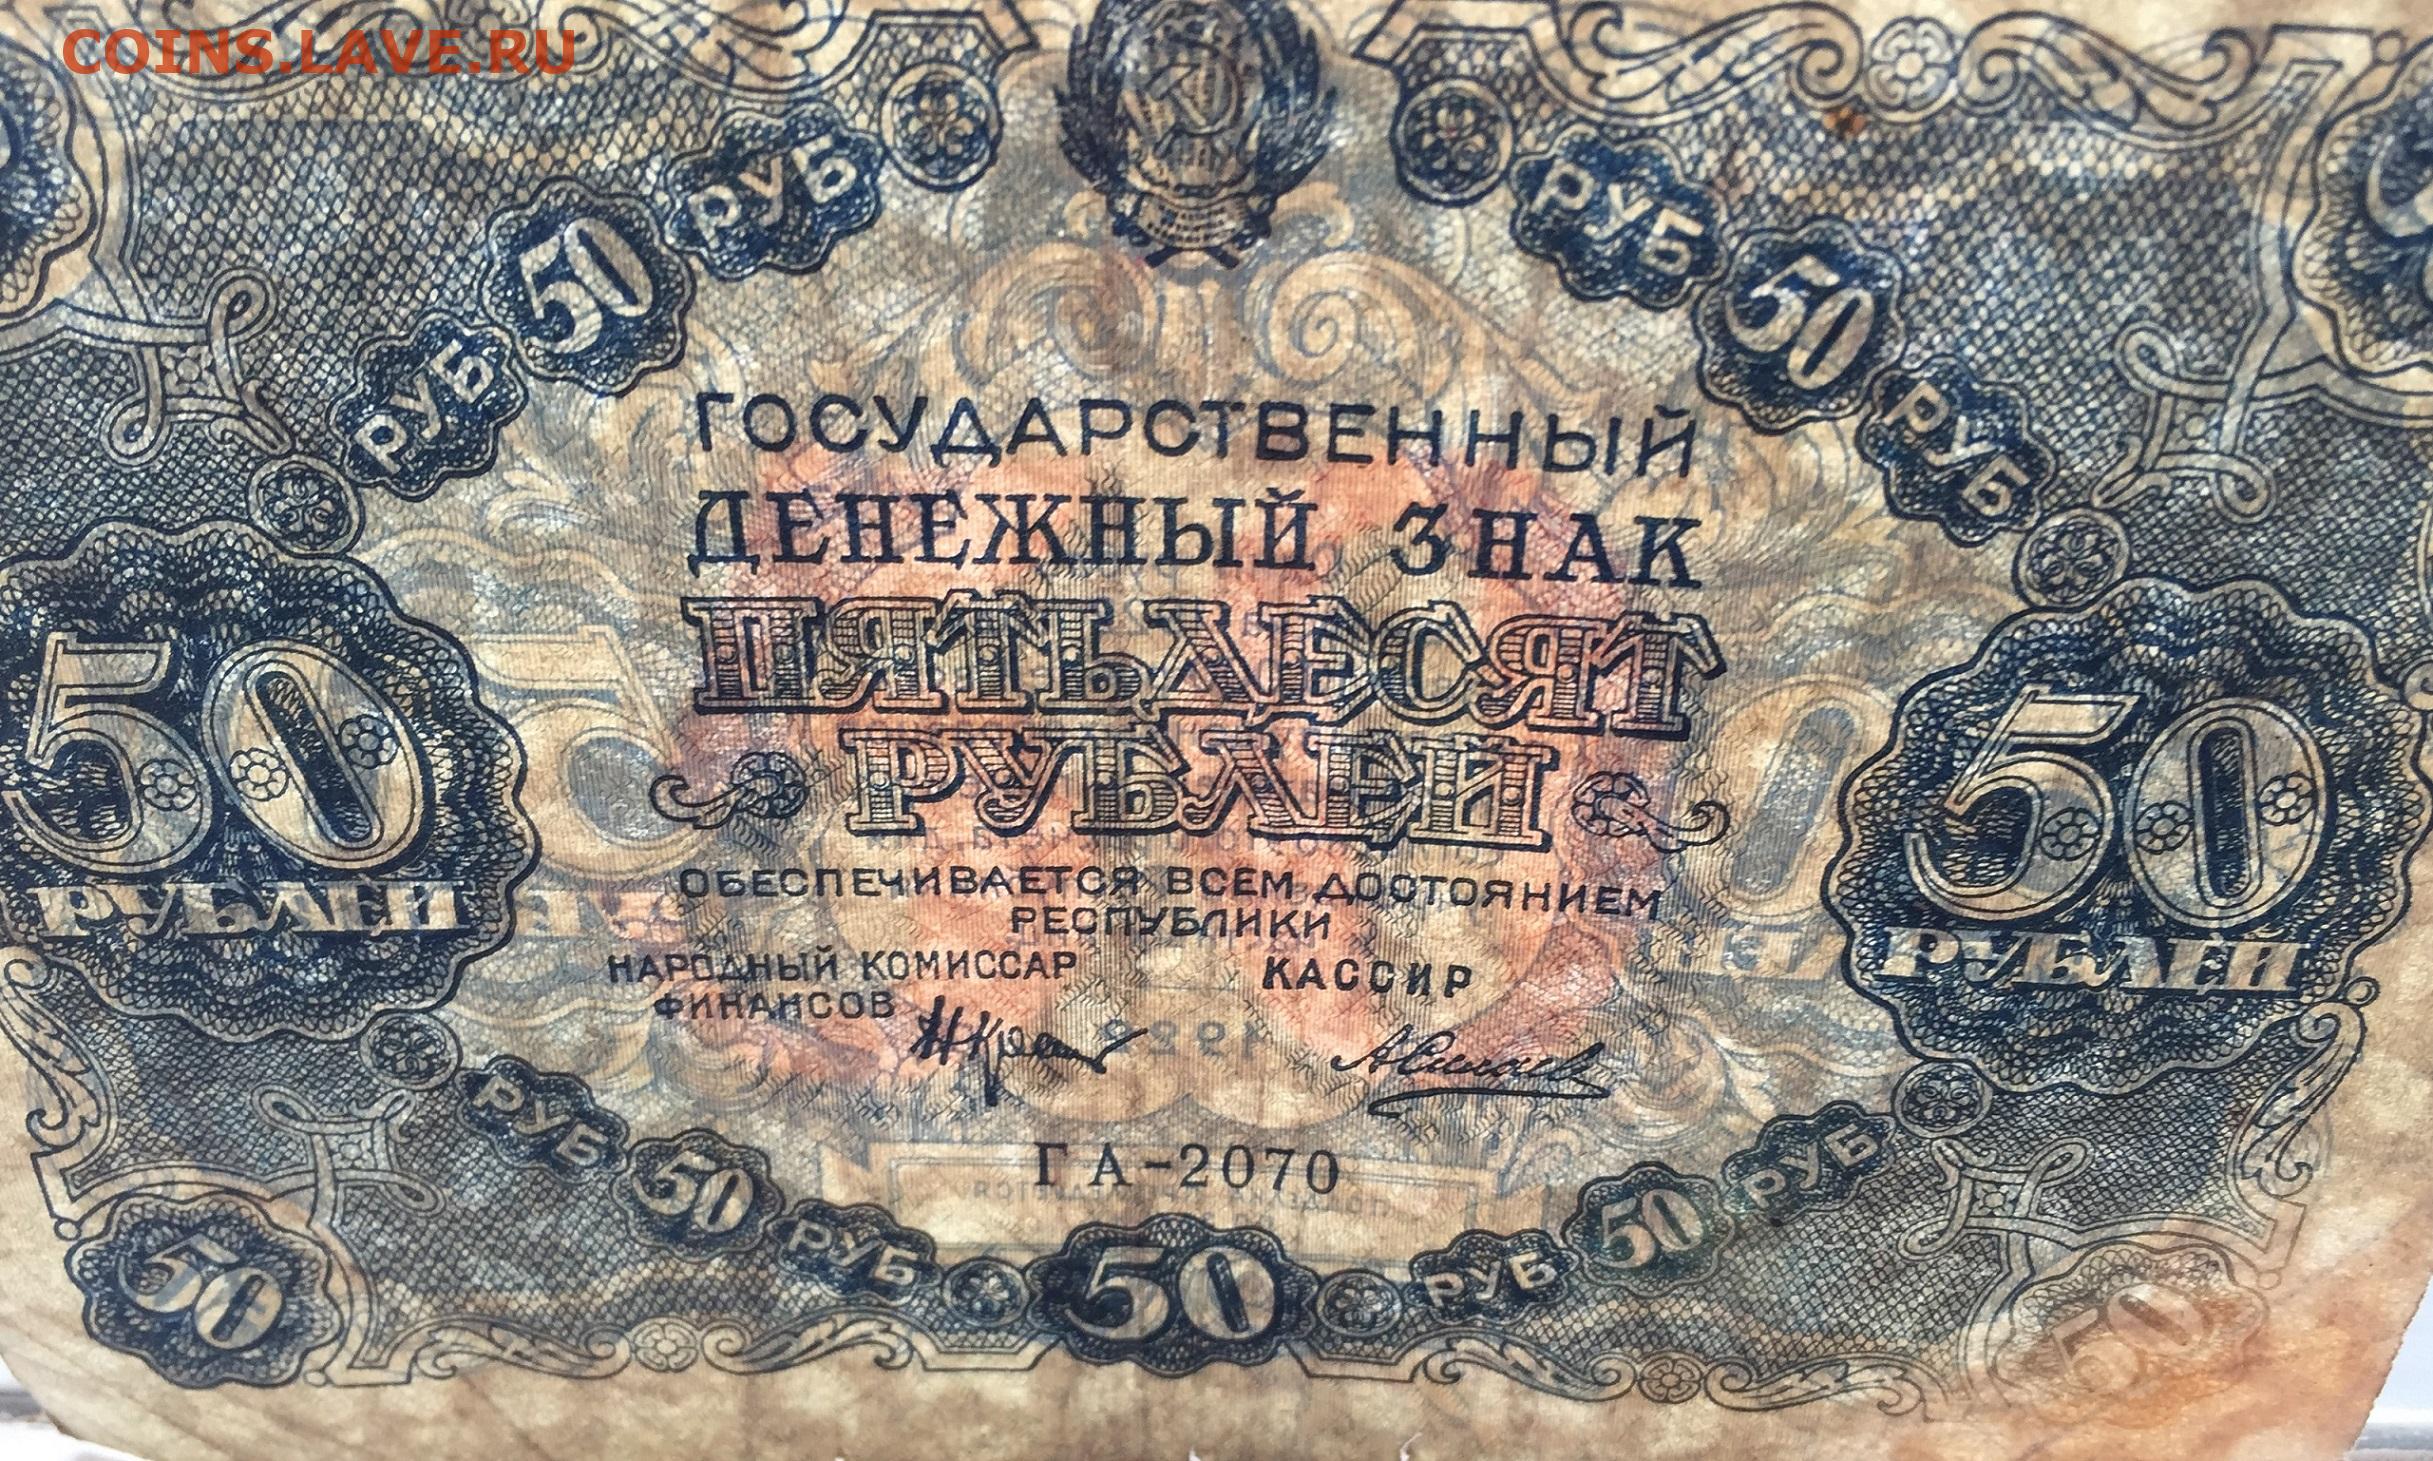 COINS.LAVE.RU
РУБ 50 РУБ
РУБ 50 РУБ
ГОСУДАРСТВЕННЫЙ
ДЕНЕЖНЫЙ ЗНАК
ПЯТЬДЕСЯТ
РУБЛЕЙ
50
РУБЛЕЙ
50
РУБЛЕЙ
ОБЕСПЕЧИВАЕТСЯ ВСЕМ ДОСТОЯНИЕМ
РЕСПУБЛИКИ
НАРОДНЫЙ КОМИССАР
ФИНАНСОВ
КАССИР
ГА-2070
РУБ 50 РУБ
РУБ 50 РУБ
50
50
50